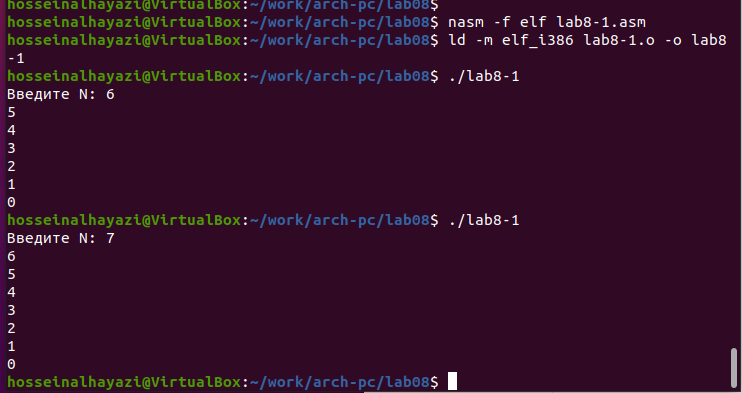 hosseinalhayazi@VirtualBox:~/work/arch-pc/lab08$
hosseinalhayazi@VirtualBox:~/work/arch-pc/lab08$ nasm -f elf lab8-1.asm
hosseinalhayazi@VirtualBox:~/work/arch-pc/lab08$ ld -m elf_i386 lab8-1.o -o lab8
-1
hosseinalhayazi@VirtualBox:~/work/arch-pc/lab08$ ./lab8-1
Введите N: 6
5
4
3
2
1
0
hosseinalhayazi@VirtualBox:~/work/arch-pc/lab08$ ./lab8-1
Введите N: 7
6
5
4
3
2
1
0
hosseinalhayazi@VirtualBox:~/work/arch-pc/lab08$